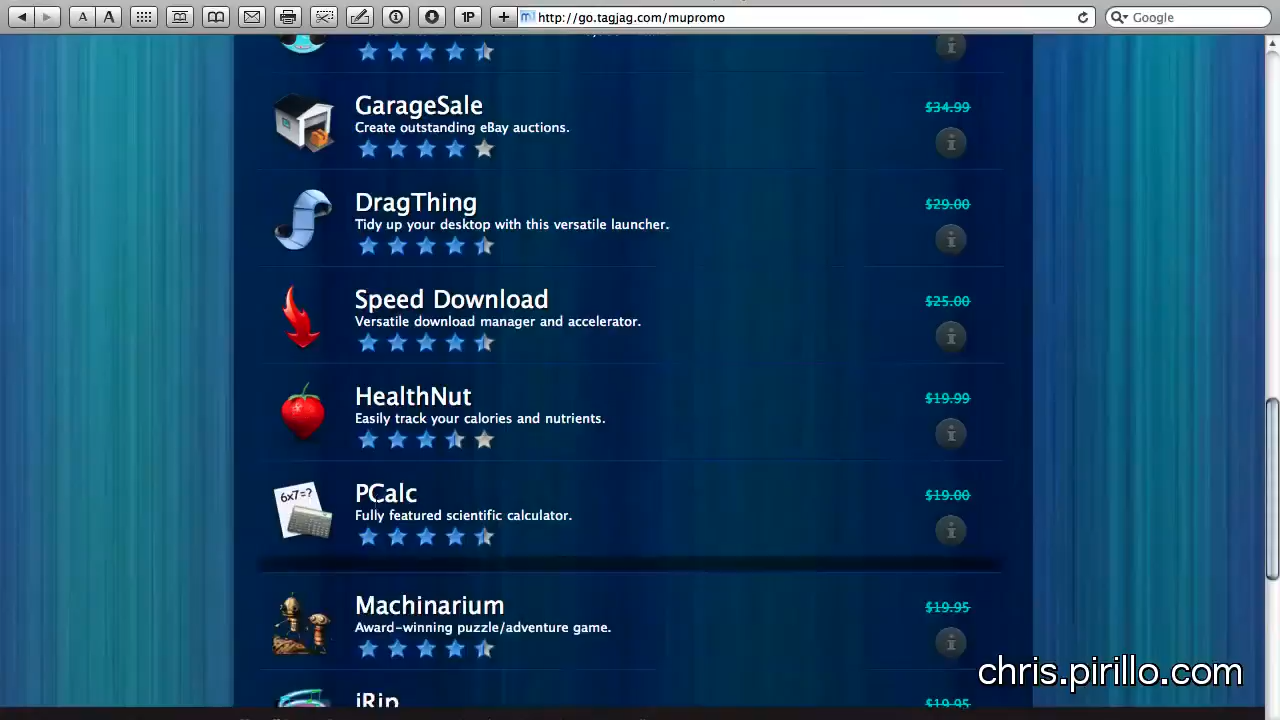 A A 1P + http://go.tagjag.com/mupromo Google
GarageSale $34.99
Create outstanding eBay auctions.
DragThing $29.00
Tidy up your desktop with this versatile launcher.
Speed Download $25.00
Versatile download manager and accelerator.
HealthNut $19.99
Easily track your calories and nutrients.
6x7=? PCalc $19.00
Fully featured scientific calculator.
Machinarium $19.95
Award-winning puzzle/adventure game.
chris.pirillo.com
iRip $19.95